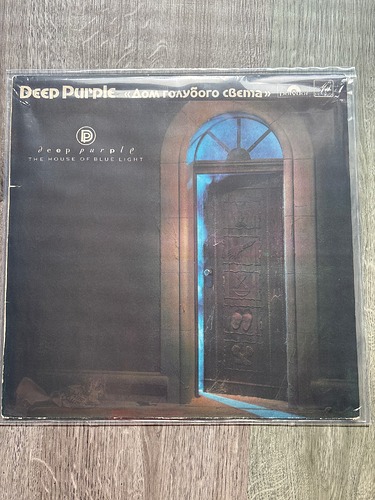 Deep Purple «Дом голубого света»
deep purple
THE HOUSE OF BLUE LIGHT